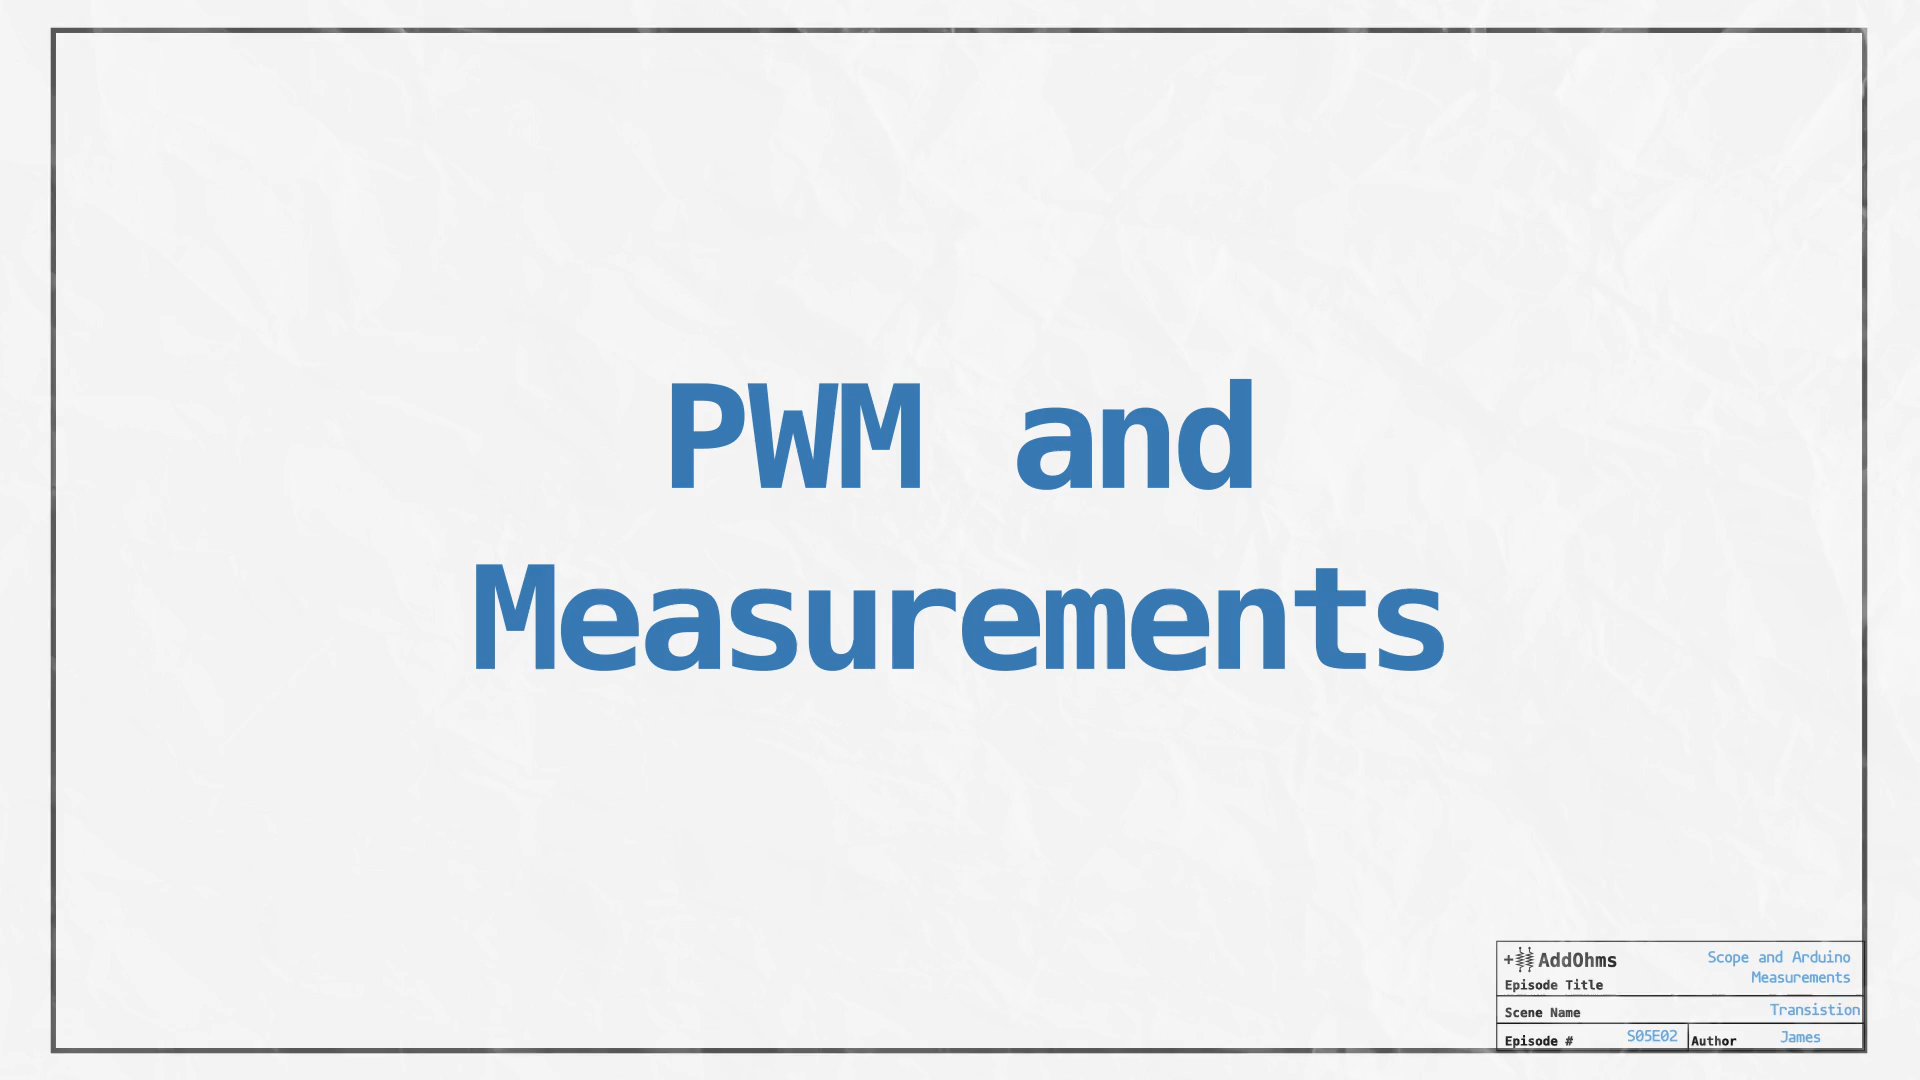 PWM and
Measurements
+AddOhms
Scope and Arduino
Measurements
Episode Title
Scene Name
Transistion
Episode #
S05E02
Author
James